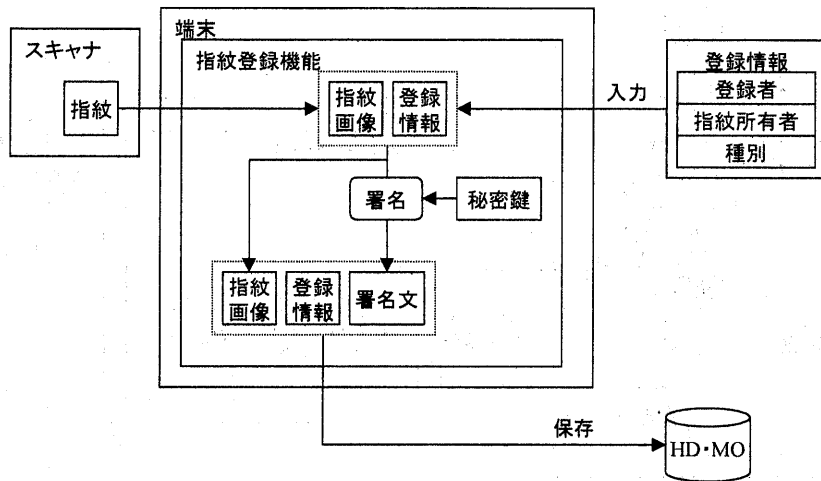 端末
スキャナ
指紋
指紋登録機能
指紋
画像
登録
情報
入力
登録情報
登録者
指紋所有者
種別
署名
秘密鍵
指紋
画像
登録
情報
署名文
保存
HD・MO